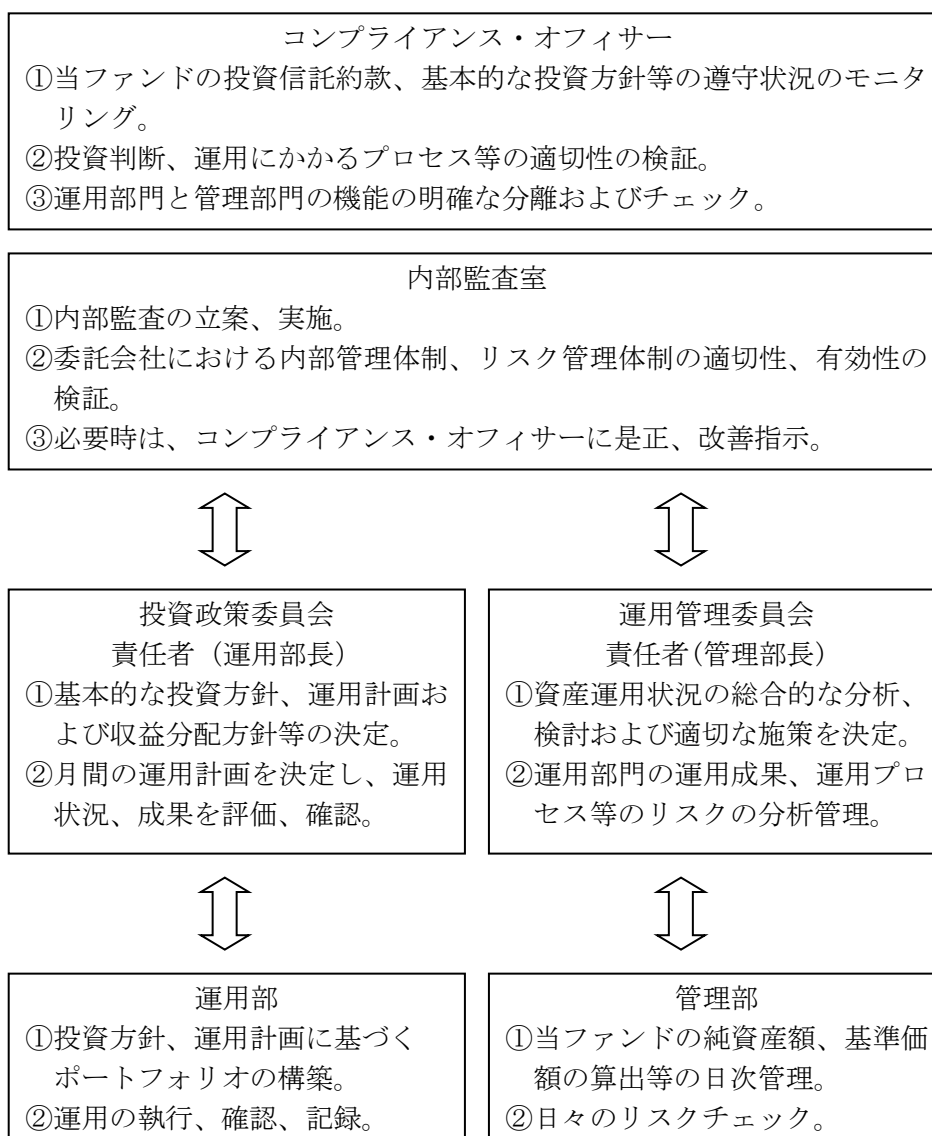 コンプライアンス・オフィサー
①当ファンドの投資信託約款、基本的な投資方針等の遵守状況のモニタ
リング。
②投資判断、運用にかかるプロセス等の適切性の検証。
③運用部門と管理部門の機能の明確な分離およびチェック。
内部監査室
①内部監査の立案、実施。
②委託会社における内部管理体制、リスク管理体制の適切性、有効性の
検証。
③必要時は、コンプライアンス・オフィサーに是正、改善指示。
投資政策委員会
責任者（運用部長）
①基本的な投資方針、運用計画お
よび収益分配方針等の決定。
②月間の運用計画を決定し、運用
状況、成果を評価、確認。
運用管理委員会
責任者(管理部長)
①資産運用状況の総合的な分析、
検討および適切な施策を決定。
②運用部門の運用成果、運用プロ
セス等のリスクの分析管理。
運用部
①投資方針、運用計画に基づく
ポートフォリオの構築。
②運用の執行、確認、記録。
管理部
①当ファンドの純資産額、基準価
額の算出等の日次管理。
②日々のリスクチェック。